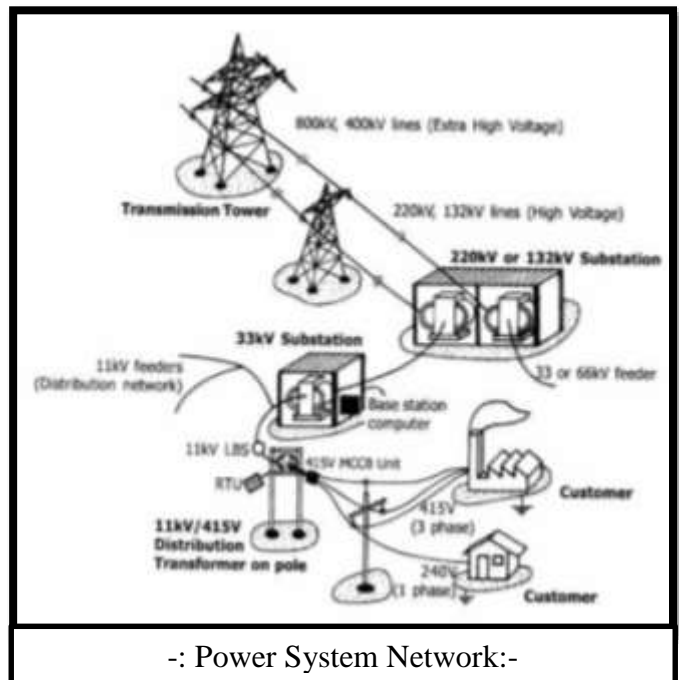 800kV, 400kV lines (Extra High Voltage)
Transmission Tower
220kV, 132kV lines (High Voltage)
220kV or 132kV Substation
33kV Substation
11kV feeders
(Distribution network)
33 or 66kV feeder
Base station
computer
11kV LBS
415V MCCB Unit
RTU
Customer
415V
(3 phase)
11kV/415V
Distribution
Transformer on pole
240V
(1 phase)
Customer
-: Power System Network:-